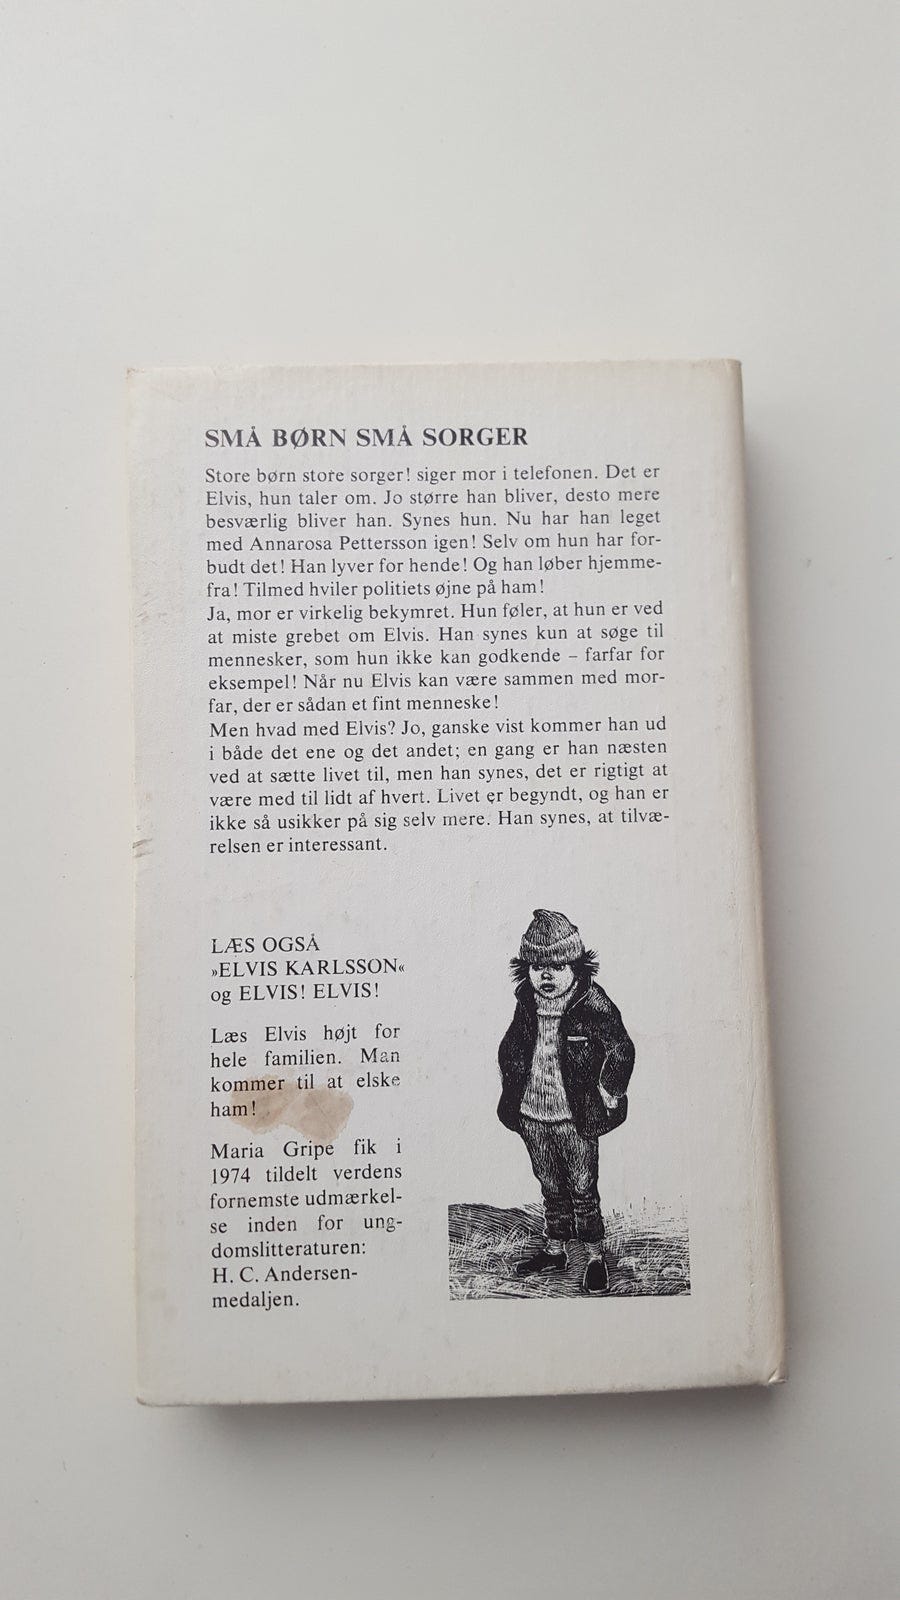 SMÅ BØRN SMÅ SORGER
Store børn store sorger! siger mor i telefonen. Det er
Elvis, hun taler om. Jo større han bliver, desto mere
besværlig bliver han. Synes hun. Nu har han leget
med Annarosa Pettersson igen! Selv om hun har for-
budt det! Han lyver for hende! Og han løber hjemme-
fra! Tilmed hviler politiets øjne på ham!
Ja, mor er virkelig bekymret. Hun føler, at hun er ved
at miste grebet om Elvis. Han synes kun at søge til
mennesker, som hun ikke kan godkende – farfar for
eksempel! Når nu Elvis kan være sammen med mor-
far, der er sådan et fint menneske!
Men hvad med Elvis? Jo, ganske vist kommer han ud
i både det ene og det andet; en gang er han næsten
ved at sætte livet til, men han synes, det er rigtigt at
være med til lidt af hvert. Livet er begyndt, og han er
ikke så usikker på sig selv mere. Han synes, at tilvæ-
relsen er interessant.
LÆS OGSÅ
»ELVIS KARLSSON«
og ELVIS! ELVIS!
Læs Elvis højt for
hele familien. Man
kommer til at elske
ham!
Maria Gripe fik i
1974 tildelt verdens
fornemste udmærkel-
se inden for ung-
domslitteraturen:
H. C. Andersen-
medaljen.